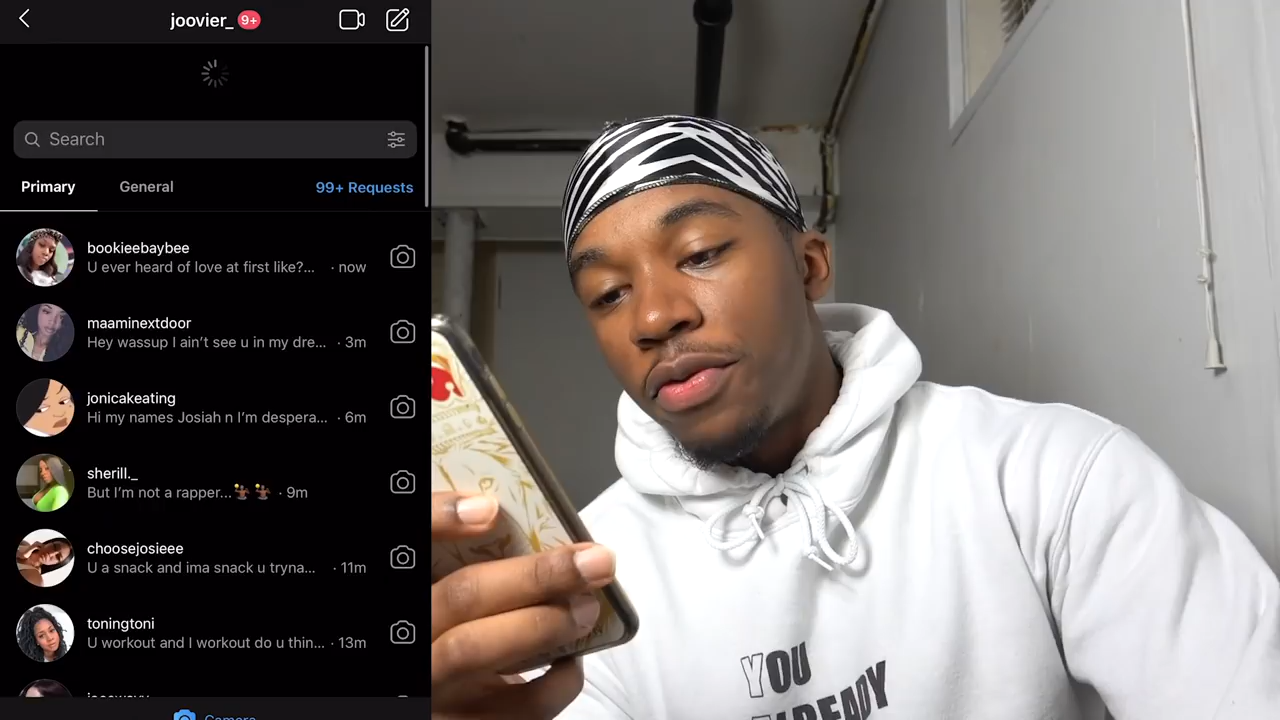 joovier_ 9+
Search
Primary General 99+ Requests
bookieebaybee
U ever heard of love at first like?... · now
maaminextdoor
Hey wassup I ain’t see u in my dre... · 3m
jonicakeating
Hi my names Josiah n I’m despera... · 6m
sherill._
But I’m not a rapper... · 9m
choosejosieee
U a snack and ima snack u tryna... · 11m
toningtoni
U workout and I workout do u thin... · 13m
Camera
YOU
ALREADY